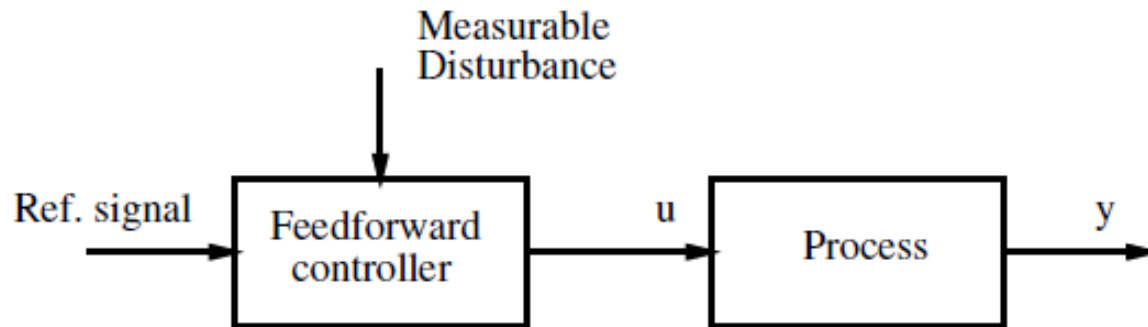 Measurable
Disturbance
Ref. signal
Feedforward
controller
u
Process
y